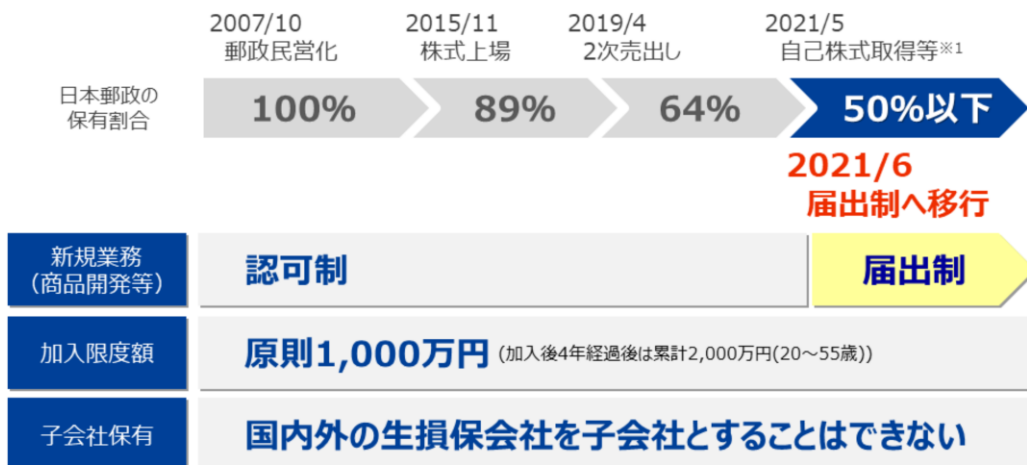 2007/10
郵政民営化
2015/11
株式上場
2019/4
2次売出し
2021/5
自己株式取得等※1
日本郵政の
保有割合
100%
89%
64%
50%以下
2021/6
届出制へ移行
新規業務
(商品開発等)
認可制
届出制
加入限度額
原則1,000万円 (加入後4年経過後は累計2,000万円(20～55歳))
子会社保有
国内外の生損保会社を子会社とすることはできない